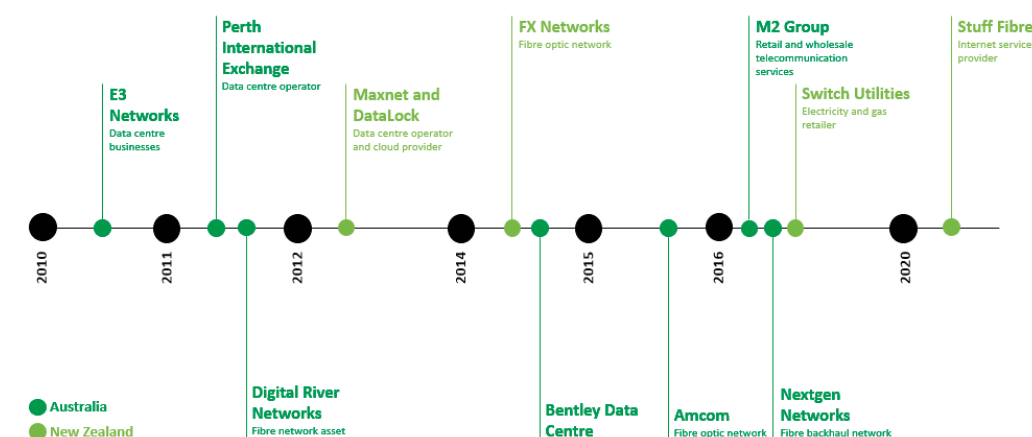 Perth
International
Exchange
Data centre operator
FX Networks
Fibre optic network
M2 Group
Retail and wholesale
telecommunication
services
Stuff Fibre
Internet service
provider
E3
Networks
Data centre
businesses
Maxnet and
DataLock
Data centre operator
and cloud provider
Switch Utilities
Electricity and gas
retailer
2010
2011
2012
2014
2015
2016
2020
Digital River
Networks
Fibre network asset
Bentley Data
Centre
Amcom
Fibre optic network
Nextgen
Networks
Fibre backhaul network
Australia
New Zealand